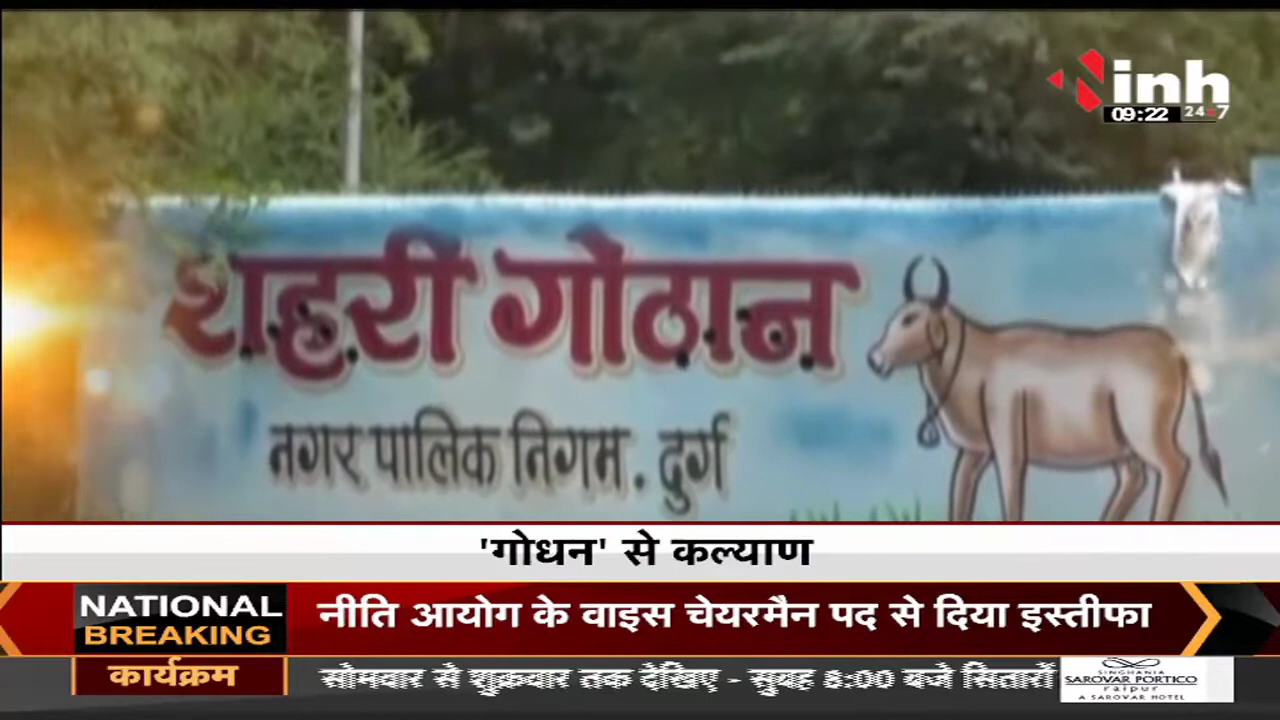 inh
09:22 24x7
शहरी गोठान
नगर पालिक निगम. दुर्ग
'गोधन' से कल्याण
NATIONAL
BREAKING
नीति आयोग के वाइस चेयरमैन पद से दिया इस्तीफा
कार्यक्रम
सोमवार से शुक्रवार तक देखिए - सुबह 8:00 बजे सितारों
SINGHANIA
SAROVAR PORTICO
raipur
A SAROVAR HOTEL